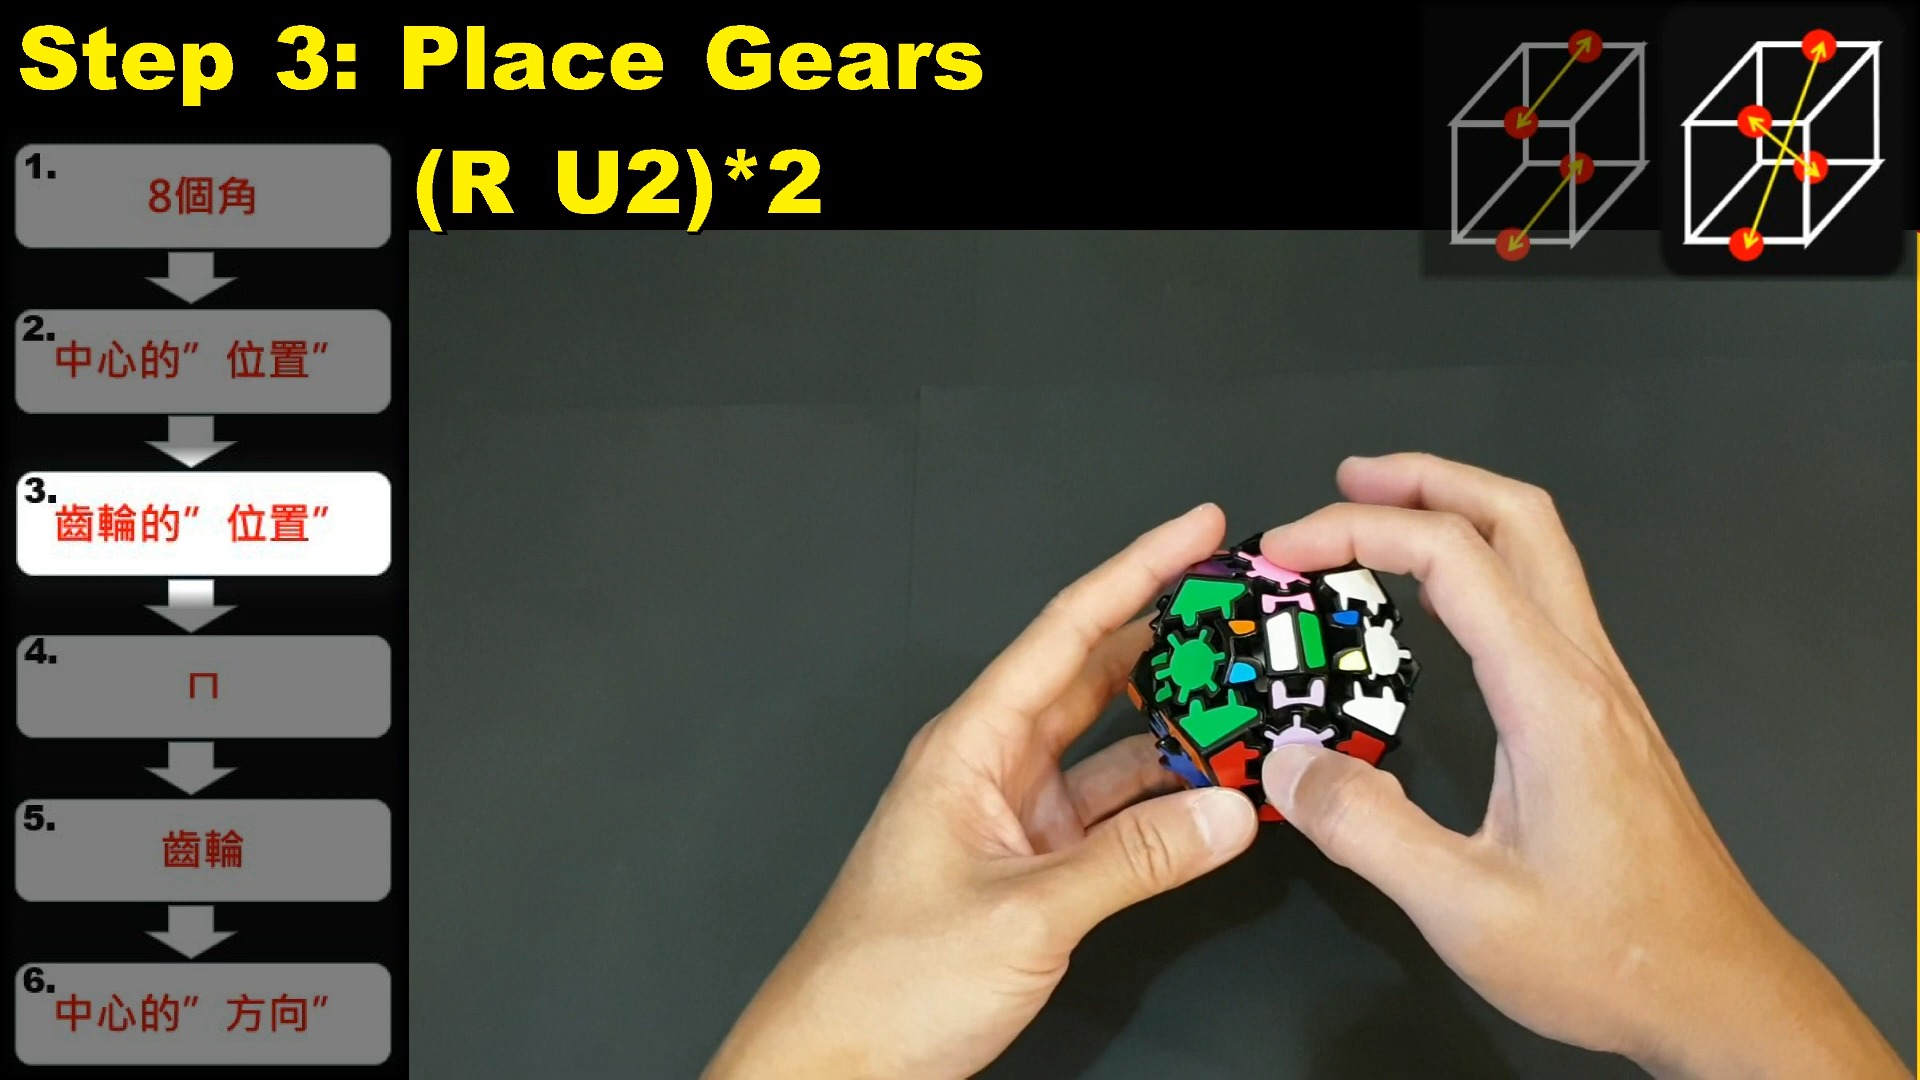 Step 3: Place Gears
(R U2)*2
1.
8個角
2.
中心的”位置”
3.
齒輪的”位置”
4.
ㄇ
5.
齒輪
6.
中心的”方向”